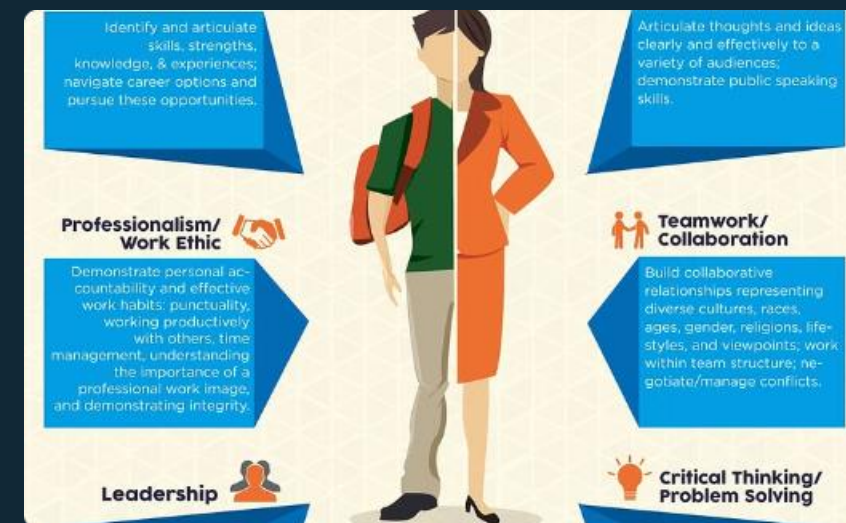 Identify and articulate
skills, strengths,
knowledge, & experiences;
navigate career options and
pursue these opportunities.
Articulate thoughts and ideas
clearly and effectively to a
variety of audiences;
demonstrate public speaking
skills.
Professionalism/
Work Ethic
Demonstrate personal ac-
countability and effective
work habits: punctuality,
working productively
with others, time
management, understanding
the importance of a
professional work image,
and demonstrating integrity.
Teamwork/
Collaboration
Build collaborative
relationships representing
diverse cultures, races,
ages, gender, religions, life-
styles, and viewpoints; work
within team structure; ne-
gotiate/manage conflicts.
Leadership
Critical Thinking/
Problem Solving